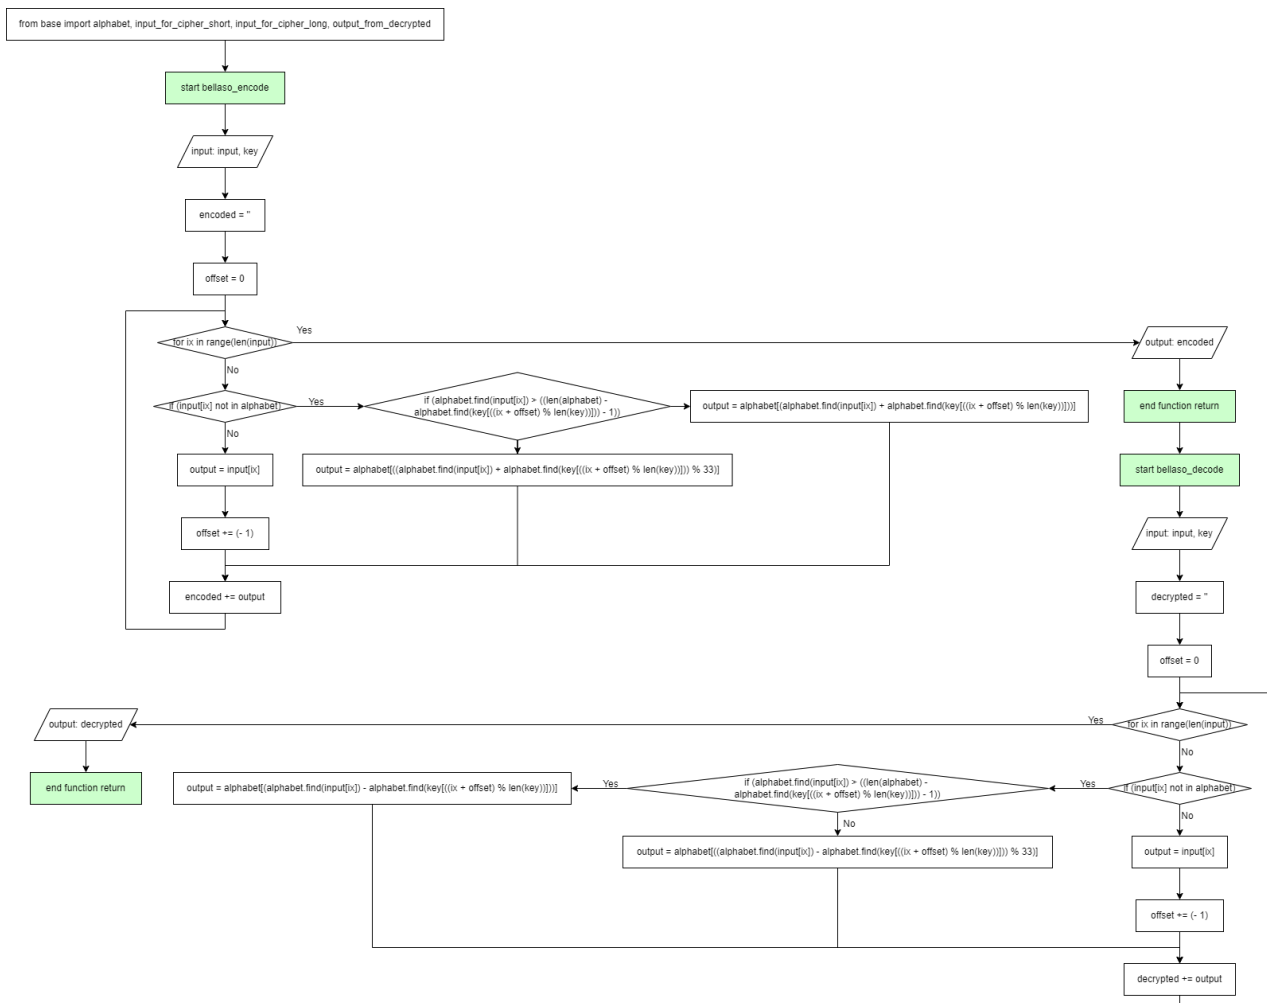 from base import alphabet, input_for_cipher_short, input_for_cipher_long, output_from_decrypted
start bellaso_encode
input: input, key
encoded = ''
offset = 0
for ix in range(len(input))
Yes
No
if (input[ix] not in alphabet)
Yes
No
if (alphabet.find(input[ix]) > ((len(alphabet) -
alphabet.find(key[((ix + offset) % len(key))])) - 1))
output = alphabet[(alphabet.find(input[ix]) + alphabet.find(key[((ix + offset) % len(key))]))]
output = input[ix]
output = alphabet[((alphabet.find(input[ix]) + alphabet.find(key[((ix + offset) % len(key))])) % 33)]
offset += (- 1)
encoded += output
output: encoded
end function return
start bellaso_decode
input: input, key
decrypted = ''
offset = 0
for ix in range(len(input))
Yes
No
output: decrypted
end function return
if (input[ix] not in alphabet)
Yes
No
if (alphabet.find(input[ix]) > ((len(alphabet) -
alphabet.find(key[((ix + offset) % len(key))])) - 1))
Yes
No
output = alphabet[(alphabet.find(input[ix]) - alphabet.find(key[((ix + offset) % len(key))]))]
output = alphabet[((alphabet.find(input[ix]) - alphabet.find(key[((ix + offset) % len(key))])) % 33)]
output = input[ix]
offset += (- 1)
decrypted += output